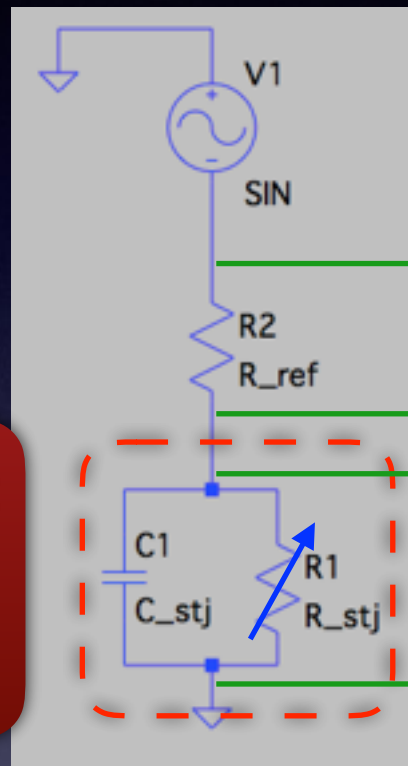 V1
SIN
R2
R_ref
C1
C_stj
R1
R_stj